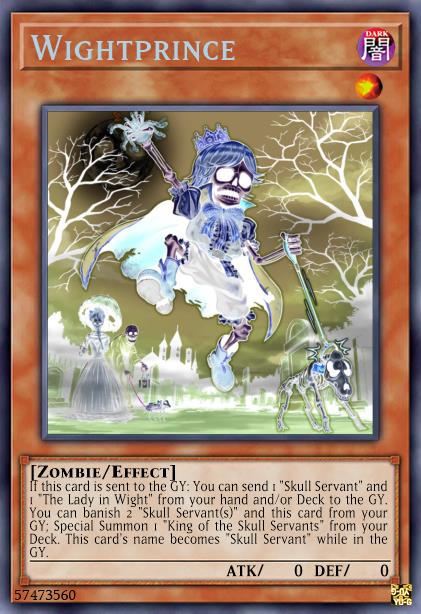 WIGHTPRINCE
DARK
闇
[ZOMBIE/EFFECT]
If this card is sent to the GY: You can send 1 "Skull Servant" and
1 "The Lady in Wight" from your hand and/or Deck to the GY.
You can banish 2 "Skull Servant(s)" and this card from your
GY; Special Summon 1 "King of the Skull Servants" from your
Deck. This card's name becomes "Skull Servant" while in the
GY.
ATK/ 0 DEF/ 0
57473560